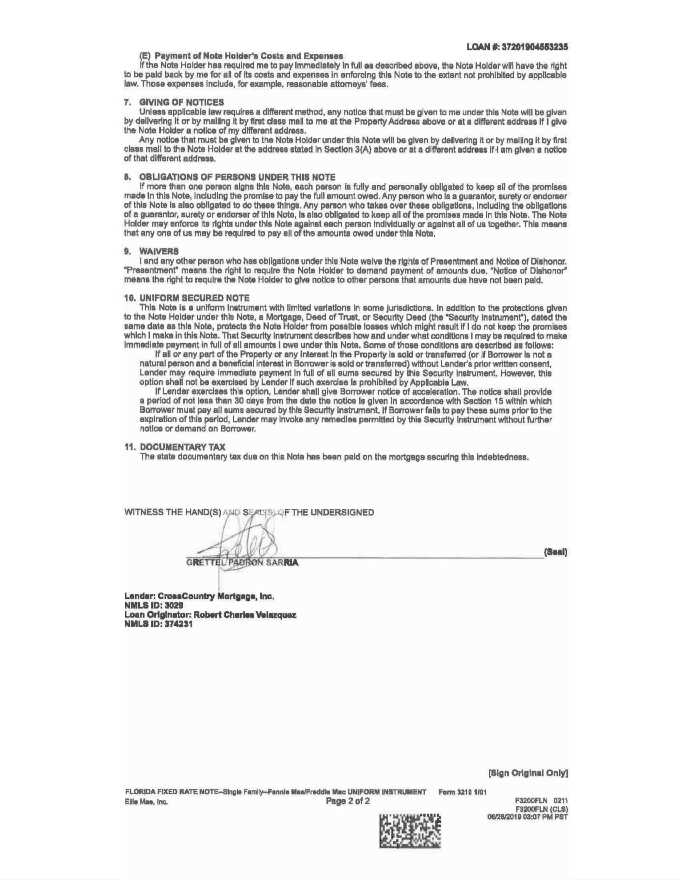 LOAN #: 37201904553235
(E) Payment of Note Holder's Costs and Expenses
If the Note Holder has required me to pay immediately in full as described above, the Note Holder will have the right
to be paid back by me for all of its costs and expenses in enforcing this Note to the extent not prohibited by applicable
law. Those expenses include, for example, reasonable attorneys' fees.
7. GIVING OF NOTICES
Unless applicable law requires a different method, any notice that must be given to me under this Note will be given
by delivering it or by mailing it by first class mail to me at the Property Address above or at a different address if I give
the Note Holder a notice of my different address.
Any notice that must be given to the Note Holder under this Note will be given by delivering it or by mailing it by first
class mail to the Note Holder at the address stated in Section 3(A) above or at a different address if I am given a notice
of that different address.
8. OBLIGATIONS OF PERSONS UNDER THIS NOTE
If more than one person signs this Note, each person is fully and personally obligated to keep all of the promises
made in this Note, including the promise to pay the full amount owed. Any person who is a guarantor, surety or endorser
of this Note is also obligated to do these things. Any person who takes over these obligations, including the obligations
of a guarantor, surety or endorser of this Note, is also obligated to keep all of the promises made in this Note. The Note
Holder may enforce its rights under this Note against each person individually or against all of us together. This means
that any one of us may be required to pay all of the amounts owed under this Note.
9. WAIVERS
I and any other person who has obligations under this Note waive the rights of Presentment and Notice of Dishonor.
"Presentment" means the right to require the Note Holder to demand payment of amounts due. "Notice of Dishonor"
means the right to require the Note Holder to give notice to other persons that amounts due have not been paid.
10. UNIFORM SECURED NOTE
This Note is a uniform instrument with limited variations in some jurisdictions. In addition to the protections given
to the Note Holder under this Note, a Mortgage, Deed of Trust, or Security Deed (the "Security Instrument"), dated the
same date as this Note, protects the Note Holder from possible losses which might result if I do not keep the promises
which I make in this Note. That Security Instrument describes how and under what conditions I may be required to make
immediate payment in full of all amounts I owe under this Note. Some of those conditions are described as follows:
If all or any part of the Property or any Interest in the Property is sold or transferred (or if Borrower is not a
natural person and a beneficial interest in Borrower is sold or transferred) without Lender's prior written consent,
Lender may require immediate payment in full of all sums secured by this Security Instrument. However, this
option shall not be exercised by Lender if such exercise is prohibited by Applicable Law.
If Lender exercises this option, Lender shall give Borrower notice of acceleration. The notice shall provide
a period of not less than 30 days from the date the notice is given in accordance with Section 15 within which
Borrower must pay all sums secured by this Security Instrument. If Borrower fails to pay these sums prior to the
expiration of this period, Lender may invoke any remedies permitted by this Security Instrument without further
notice or demand on Borrower.
11. DOCUMENTARY TAX
The state documentary tax due on this Note has been paid on the mortgage securing this indebtedness.
WITNESS THE HAND(S) AND SEAL(S) OF THE UNDERSIGNED
(Seal)
GRETTEL PADRON SARRIA
Lender: CrossCountry Mortgage, Inc.
NMLS ID: 3029
Loan Originator: Robert Charles Velazquez
NMLS ID: 374231
[Sign Original Only]
FLORIDA FIXED RATE NOTE--Single Family--Fannie Mae/Freddie Mac UNIFORM INSTRUMENT Form 3210 1/01
Ellie Mae, Inc. Page 2 of 2 F3200FLN 0211
F3200FLN (CLS)
06/28/2019 03:07 PM PST